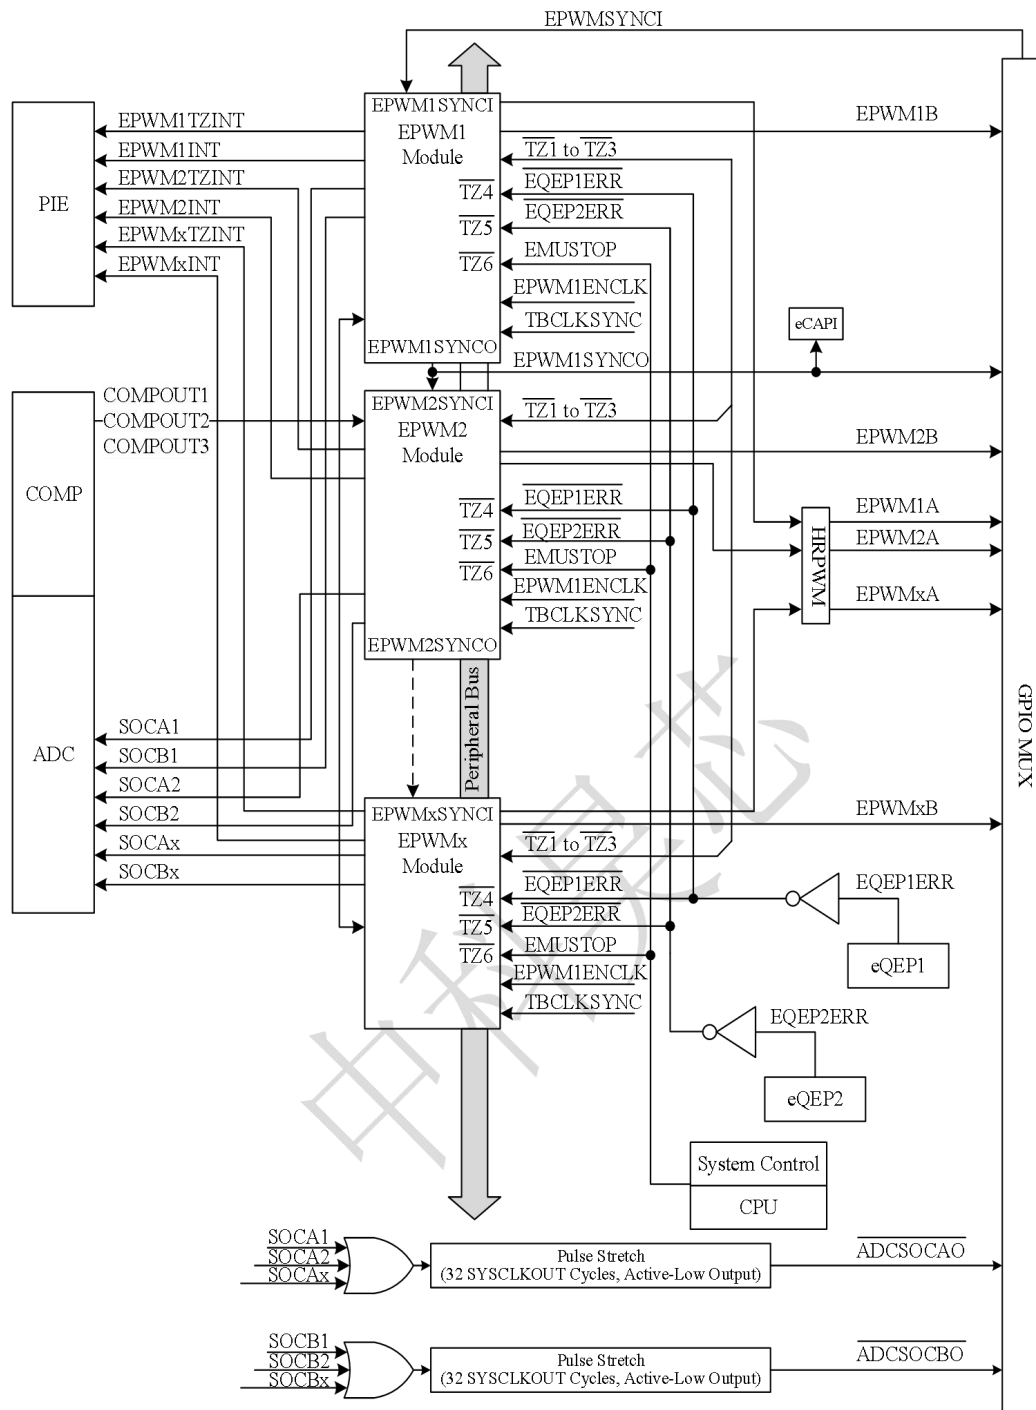 EPWMSYNCI
EPWM1SYNCI
EPWM1
Module
EPWM1TZINT
EPWM1INT
EPWM2TZINT
EPWM2INT
EPWMxTZINT
EPWMxINT
PIE
EPWM1B
TZ1 to TZ3
TZ4
EQEP1ERR
TZ5
EQEP2ERR
TZ6
EMUSTOP
EPWM1ENCLK
TBCLKSYNC
EPWM1SYNCO
eCAPI
EPWM1SYNCO
COMPOUT1
COMPOUT2
COMPOUT3
COMP
EPWM2SYNCI
EPWM2
Module
TZ1 to TZ3
EPWM2B
TZ4
EQEP1ERR
TZ5
EQEP2ERR
TZ6
EMUSTOP
EPWM1ENCLK
TBCLKSYNC
EPWM2SYNCO
HRPWM
EPWM1A
EPWM2A
EPWMxA
GPIO MUX
Peripheral Bus
ADC
SOCA1
SOCB1
SOCA2
SOCB2
SOCAx
SOCBx
EPWMxSYNCI
EPWMx
Module
EPWMxB
TZ1 to TZ3
TZ4
EQEP1ERR
TZ5
EQEP2ERR
TZ6
EMUSTOP
EPWM1ENCLK
TBCLKSYNC
EQEP1ERR
eQEP1
EQEP2ERR
eQEP2
System Control
CPU
SOCA1
SOCA2
SOCAx
Pulse Stretch
(32 SYSCLKOUT Cycles, Active-Low Output)
ADCSOCAO
SOCB1
SOCB2
SOCBx
Pulse Stretch
(32 SYSCLKOUT Cycles, Active-Low Output)
ADCSOCBO
中科昊芯